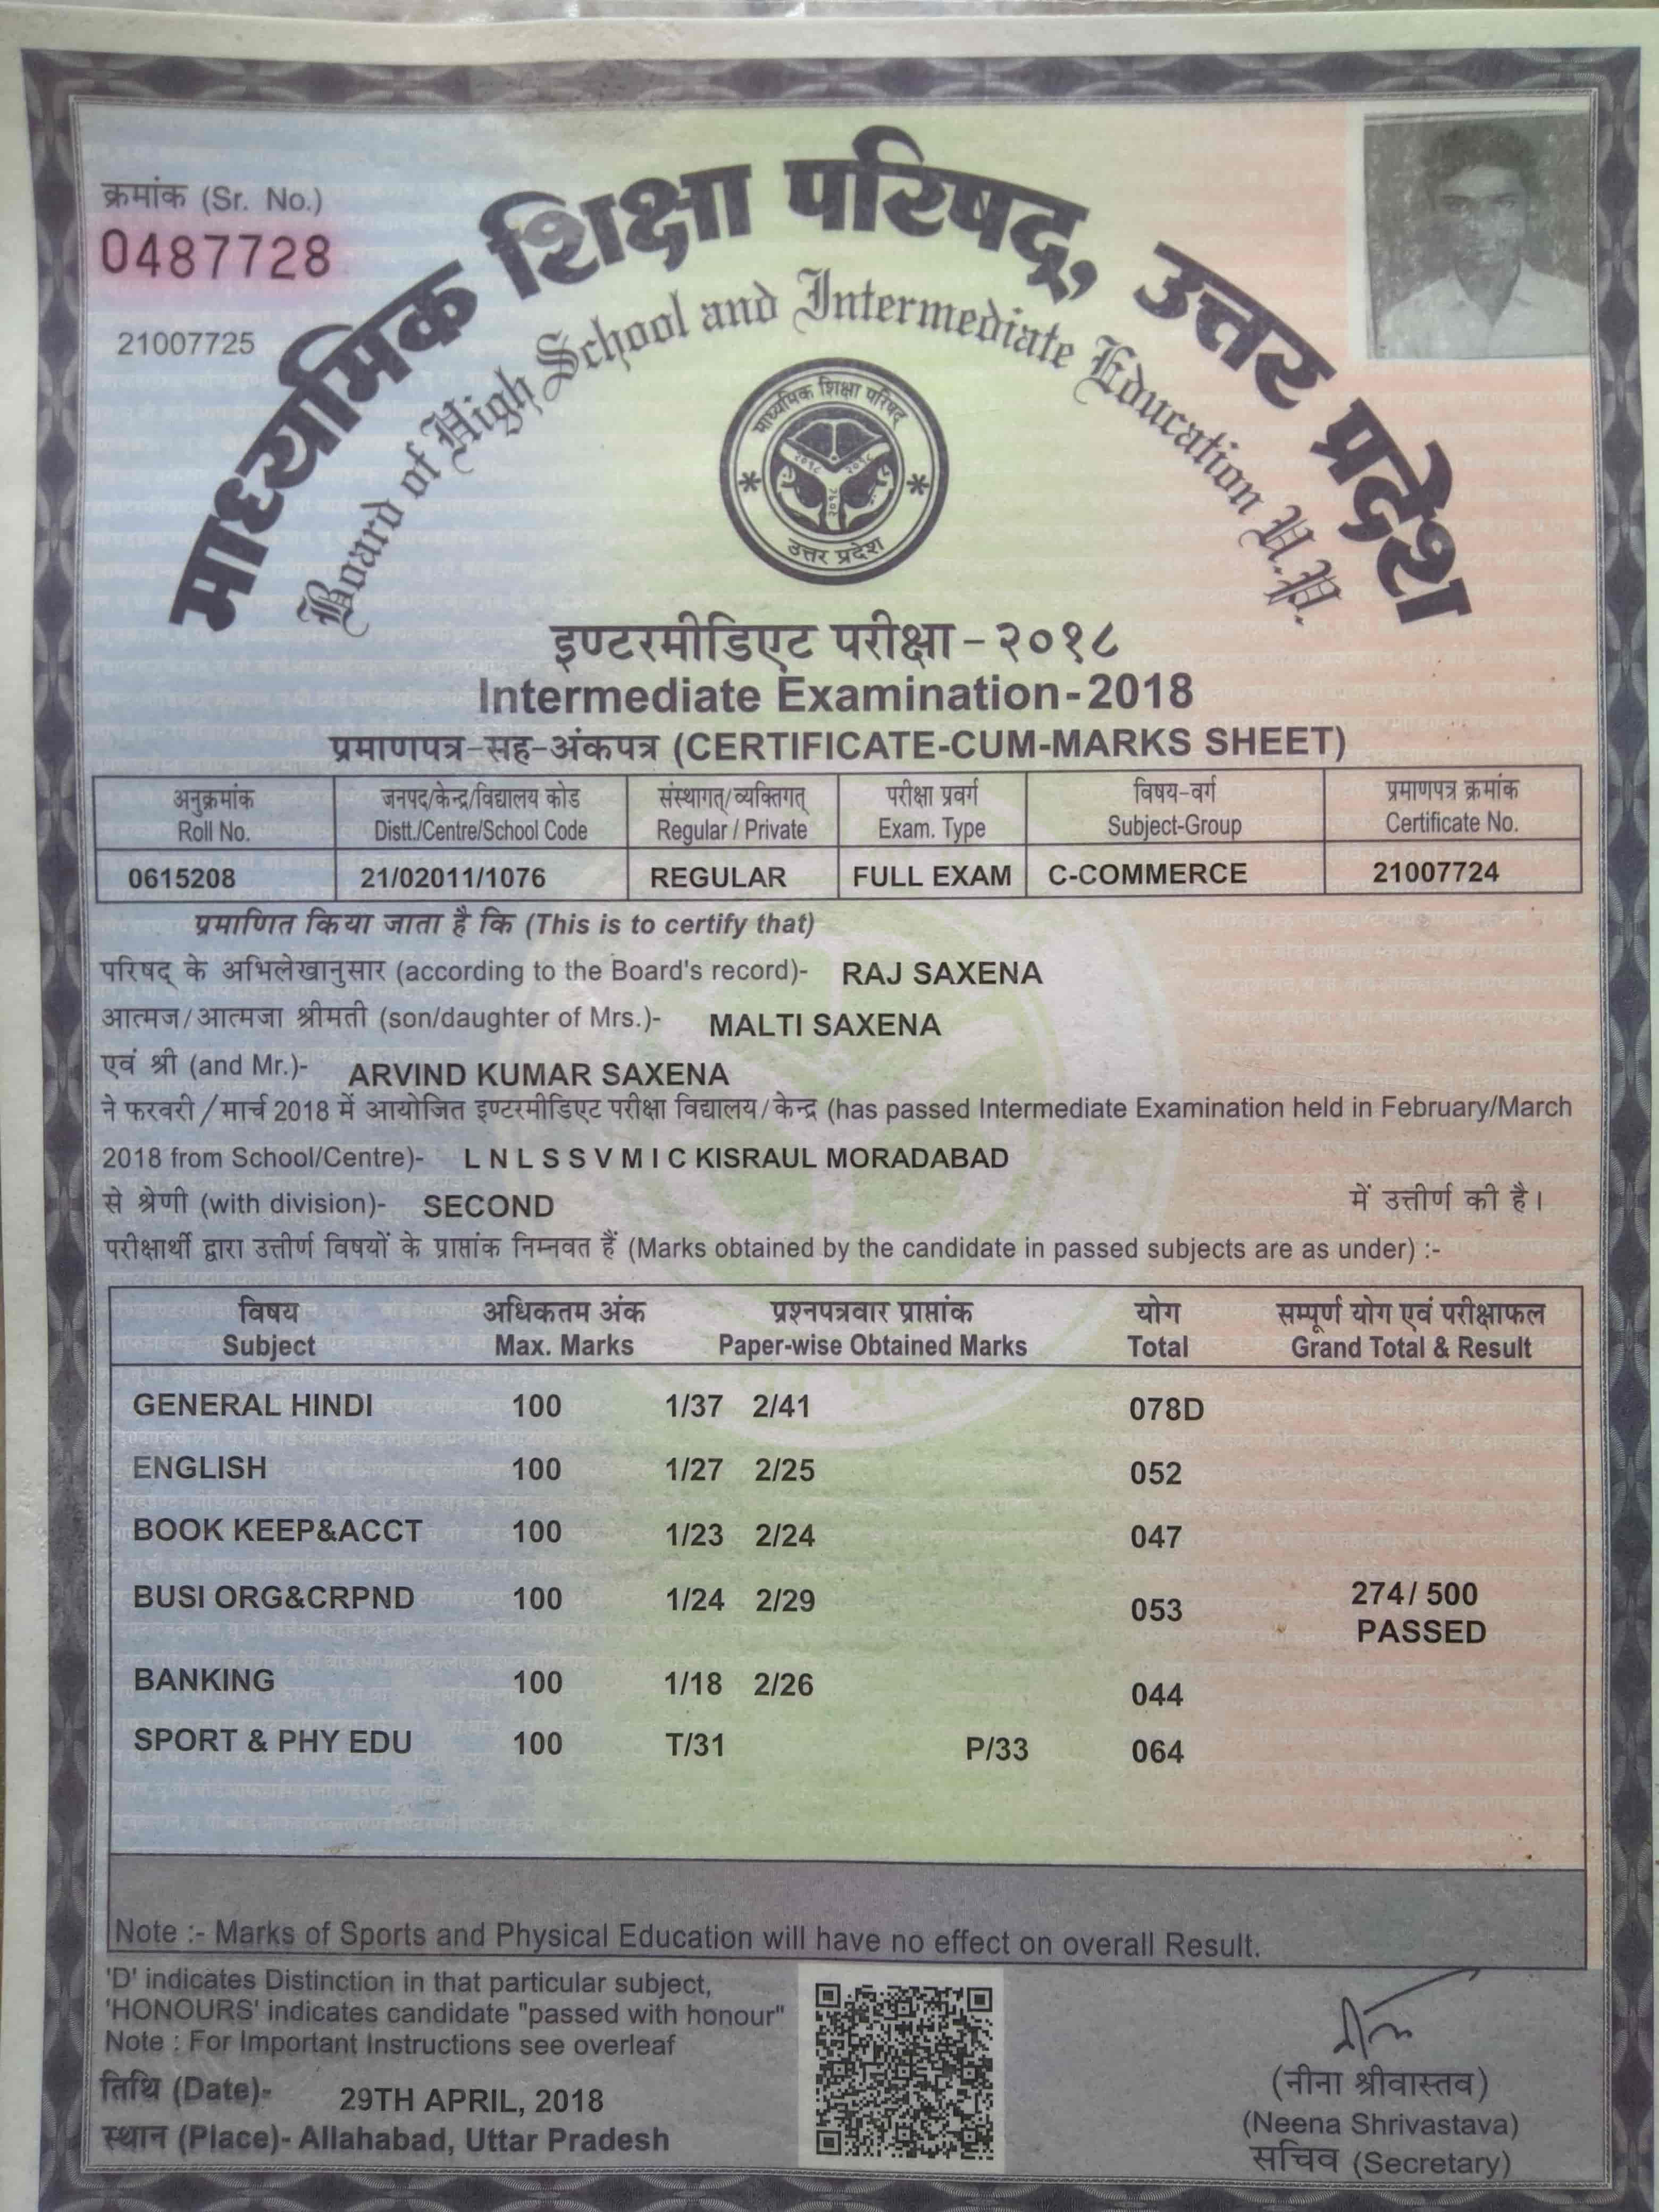 क्रमांक (Sr. No.)
0487728
21007725
माध्यमिक शिक्षा परिषद्, उत्तर प्रदेश
Board of High School and Intermediate Education U.P.
माध्यमिक शिक्षा परिषद
२०१८ २०१८
२०१८
उत्तर प्रदेश
इण्टरमीडिएट परीक्षा - २०१८
Intermediate Examination - 2018
प्रमाणपत्र-सह-अंकपत्र (CERTIFICATE-CUM-MARKS SHEET)
अनुक्रमांक जनपद/केन्द्र/विद्यालय कोड संस्थागत्/व्यक्तिगत् परीक्षा प्रवर्ग विषय-वर्ग प्रमाणपत्र क्रमांक
Roll No. Distt./Centre/School Code Regular / Private Exam. Type Subject-Group Certificate No.
0615208 21/02011/1076 REGULAR FULL EXAM C-COMMERCE 21007724
प्रमाणित किया जाता है कि (This is to certify that)
परिषद् के अभिलेखानुसार (according to the Board's record)- RAJ SAXENA
आत्मज/आत्मजा श्रीमती (son/daughter of Mrs.)- MALTI SAXENA
एवं श्री (and Mr.)- ARVIND KUMAR SAXENA
ने फरवरी/मार्च 2018 में आयोजित इण्टरमीडिएट परीक्षा विद्यालय/केन्द्र (has passed Intermediate Examination held in February/March
2018 from School/Centre)- L N L S S V M I C KISRAUL MORADABAD
से श्रेणी (with division)- SECOND में उत्तीर्ण की है।
परीक्षार्थी द्वारा उत्तीर्ण विषयों के प्राप्तांक निम्नवत हैं (Marks obtained by the candidate in passed subjects are as under) :-
विषय अधिकतम अंक प्रश्नपत्रवार प्राप्तांक योग सम्पूर्ण योग एवं परीक्षाफल
Subject Max. Marks Paper-wise Obtained Marks Total Grand Total & Result
GENERAL HINDI 100 1/37 2/41 078D
ENGLISH 100 1/27 2/25 052
BOOK KEEP&ACCT 100 1/23 2/24 047
BUSI ORG&CRPND 100 1/24 2/29 053 274/ 500
PASSED
BANKING 100 1/18 2/26 044
SPORT & PHY EDU 100 T/31 P/33 064
Note :- Marks of Sports and Physical Education will have no effect on overall Result.
'D' indicates Distinction in that particular subject,
'HONOURS' indicates candidate "passed with honour"
Note : For Important Instructions see overleaf
तिथि (Date)- 29TH APRIL, 2018
स्थान (Place)- Allahabad, Uttar Pradesh
(नीना श्रीवास्तव)
(Neena Shrivastava)
सचिव (Secretary)